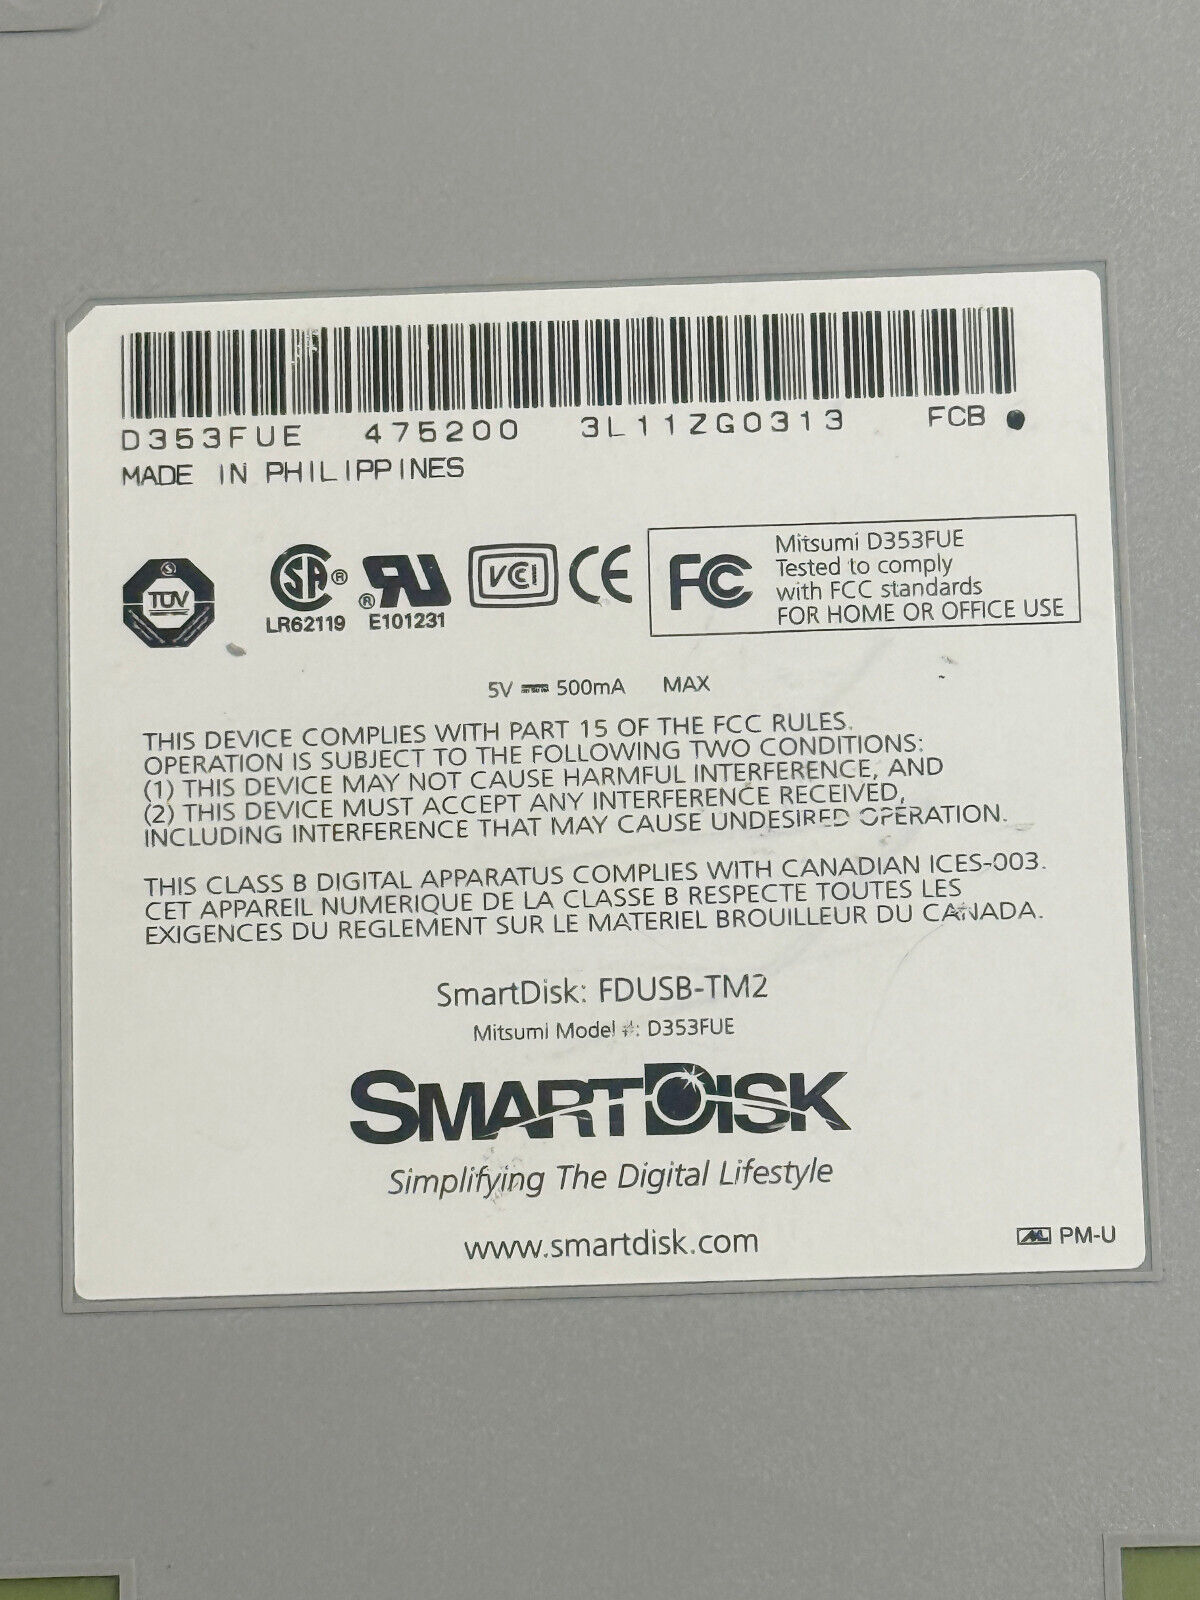 D353FUE 475200 3L11ZG0313 FCB
MADE IN PHILIPPINES
TÜV
SA ®
LR62119
® RU
E101231
VCI
CE
FC
Mitsumi D353FUE
Tested to comply
with FCC standards
FOR HOME OR OFFICE USE
5V 500mA MAX
THIS DEVICE COMPLIES WITH PART 15 OF THE FCC RULES.
OPERATION IS SUBJECT TO THE FOLLOWING TWO CONDITIONS:
(1) THIS DEVICE MAY NOT CAUSE HARMFUL INTERFERENCE, AND
(2) THIS DEVICE MUST ACCEPT ANY INTERFERENCE RECEIVED,
INCLUDING INTERFERENCE THAT MAY CAUSE UNDESIRED OPERATION.
THIS CLASS B DIGITAL APPARATUS COMPLIES WITH CANADIAN ICES-003.
CET APPAREIL NUMERIQUE DE LA CLASSE B RESPECTE TOUTES LES
EXIGENCES DU REGLEMENT SUR LE MATERIEL BROUILLEUR DU CANADA.
SmartDisk: FDUSB-TM2
Mitsumi Model #: D353FUE
SMARTDISK
Simplifying The Digital Lifestyle
www.smartdisk.com
PM-U